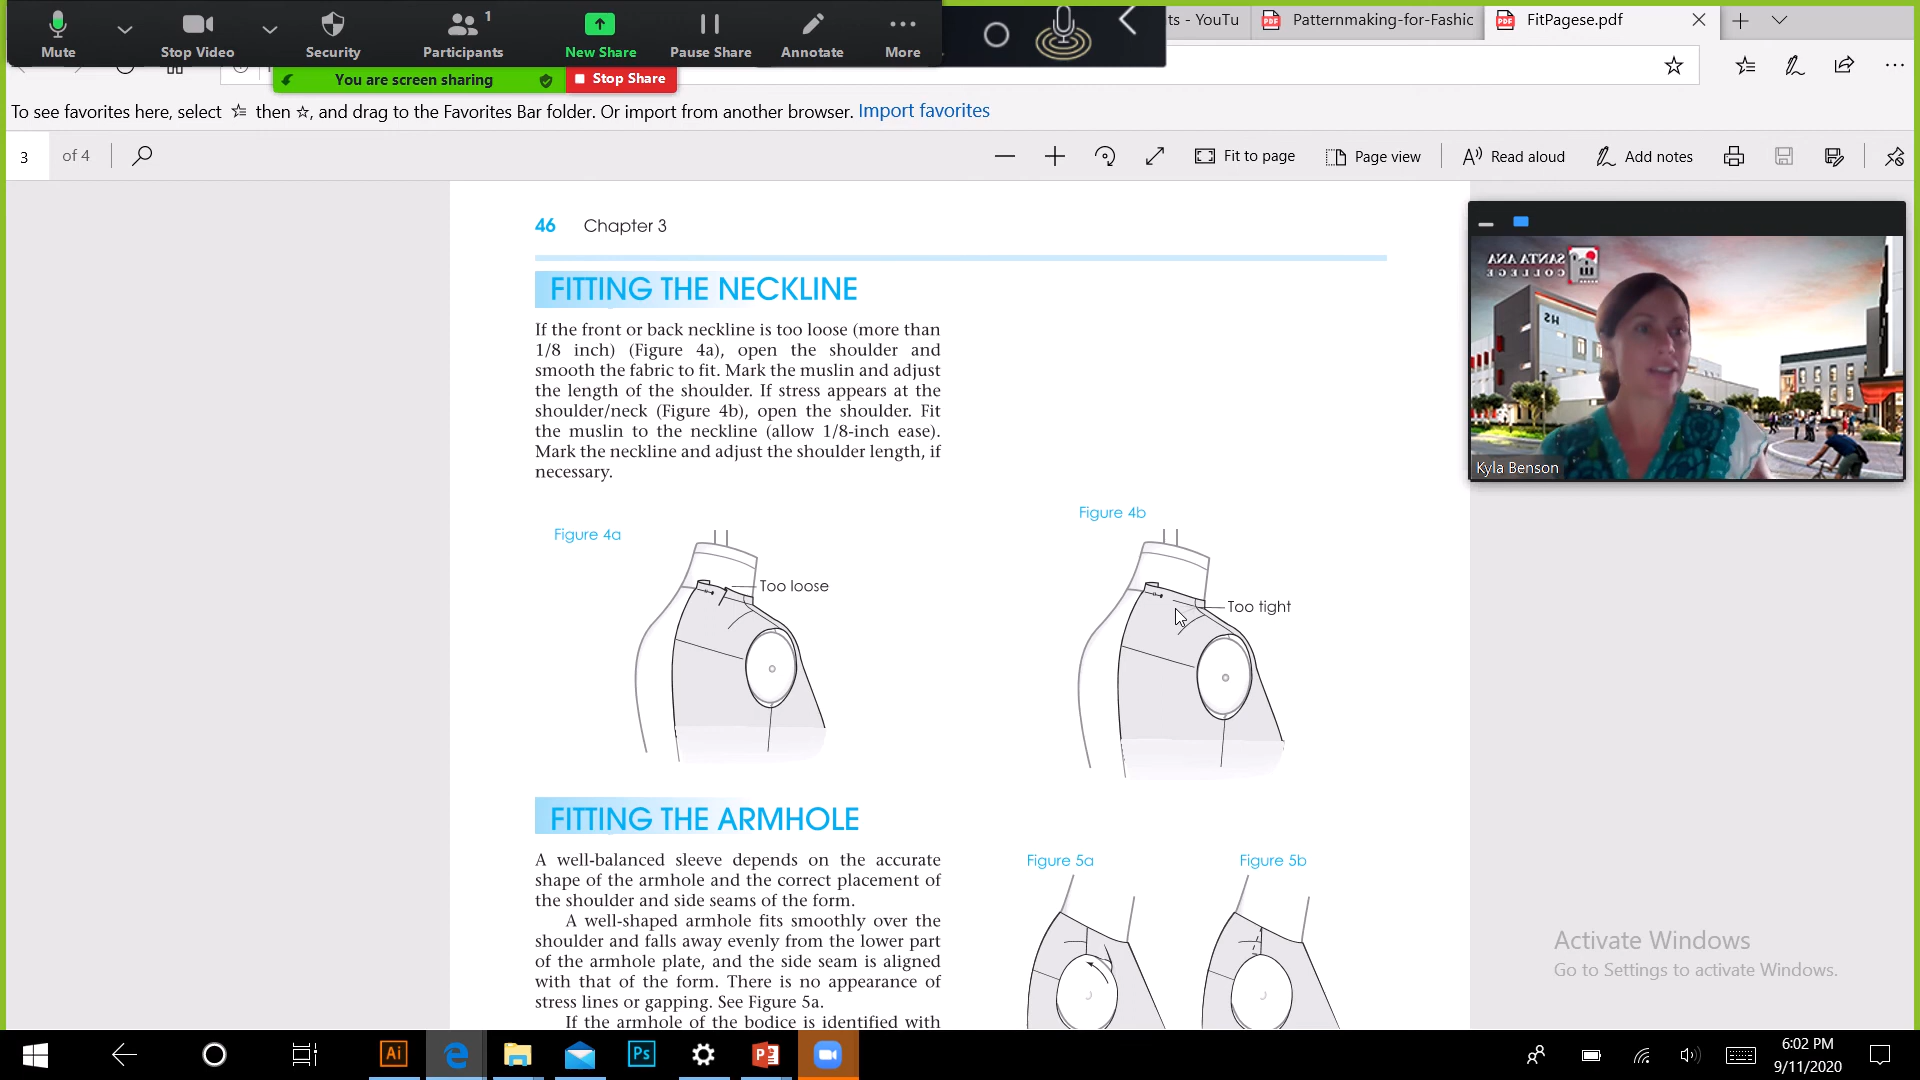 Mute
Stop Video
Security
Participants
1
New Share
Pause Share
Annotate
More
You are screen sharing
Stop Share
ts - YouTu
Patternmaking-for-Fashic
FitPagese.pdf
To see favorites here, select then , and drag to the Favorites Bar folder. Or import from another browser. Import favorites
3 of 4
Fit to page
Page view
Read aloud
Add notes
46 Chapter 3
FITTING THE NECKLINE
If the front or back neckline is too loose (more than
1/8 inch) (Figure 4a), open the shoulder and
smooth the fabric to fit. Mark the muslin and adjust
the length of the shoulder. If stress appears at the
shoulder/neck (Figure 4b), open the shoulder. Fit
the muslin to the neckline (allow 1/8-inch ease).
Mark the neckline and adjust the shoulder length, if
necessary.
Figure 4a
Too loose
Figure 4b
Too tight
FITTING THE ARMHOLE
A well-balanced sleeve depends on the accurate
shape of the armhole and the correct placement of
the shoulder and side seams of the form.
A well-shaped armhole fits smoothly over the
shoulder and falls away evenly from the lower part
of the armhole plate, and the side seam is aligned
with that of the form. There is no appearance of
stress lines or gapping. See Figure 5a.
If the armhole of the bodice is identified with
Figure 5a
Figure 5b
SANTA ANA
COLLEGE
HS
Kyla Benson
Activate Windows
Go to Settings to activate Windows.
Ai
Ps
6:02 PM
9/11/2020